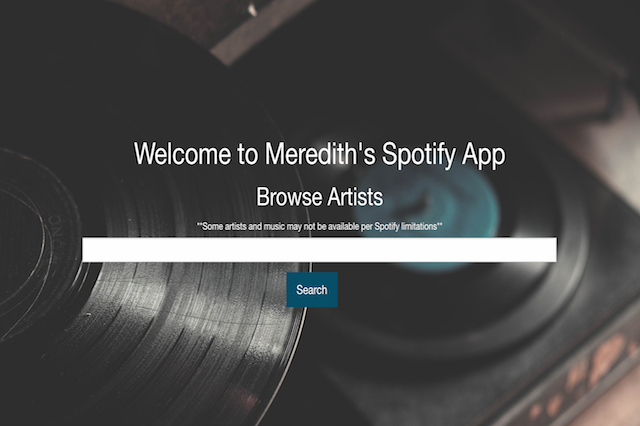 Welcome to Meredith's Spotify App
Browse Artists
**Some artists and music may not be available per Spotify limitations**
Search